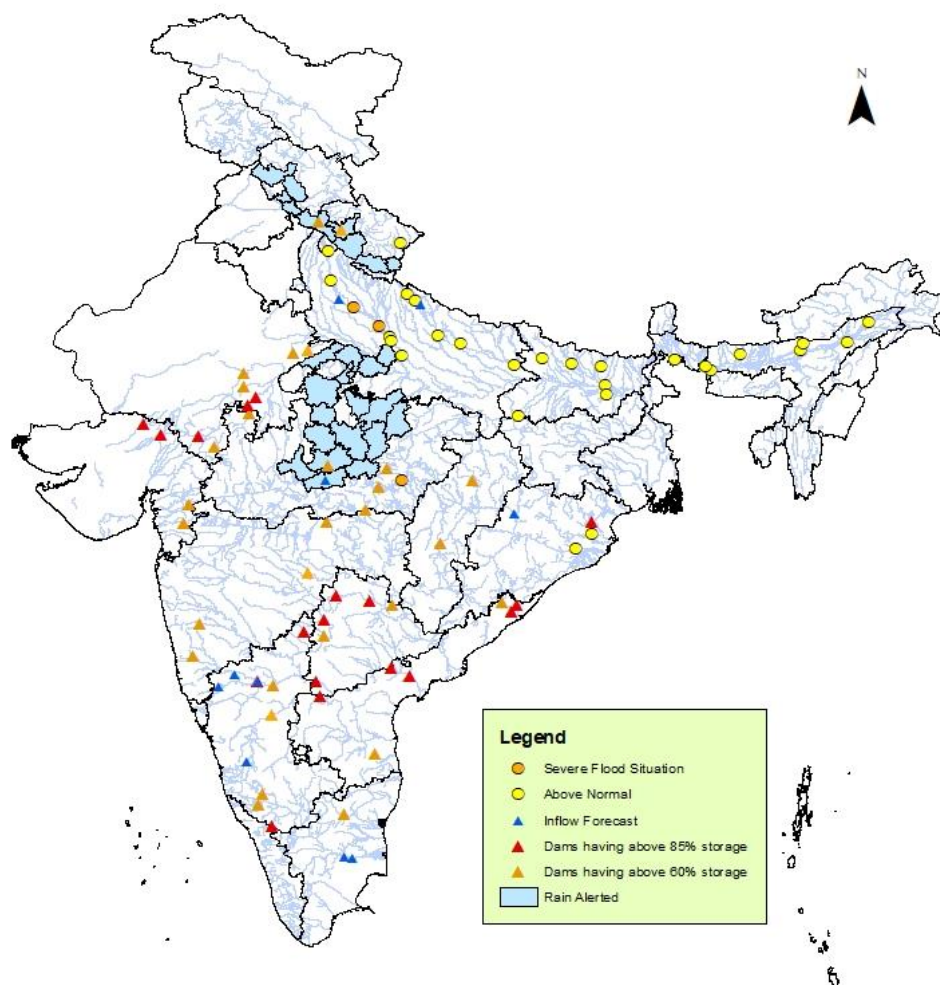 N
Legend
Severe Flood Situation
Above Normal
Inflow Forecast
Dams having above 85% storage
Dams having above 60% storage
Rain Alerted